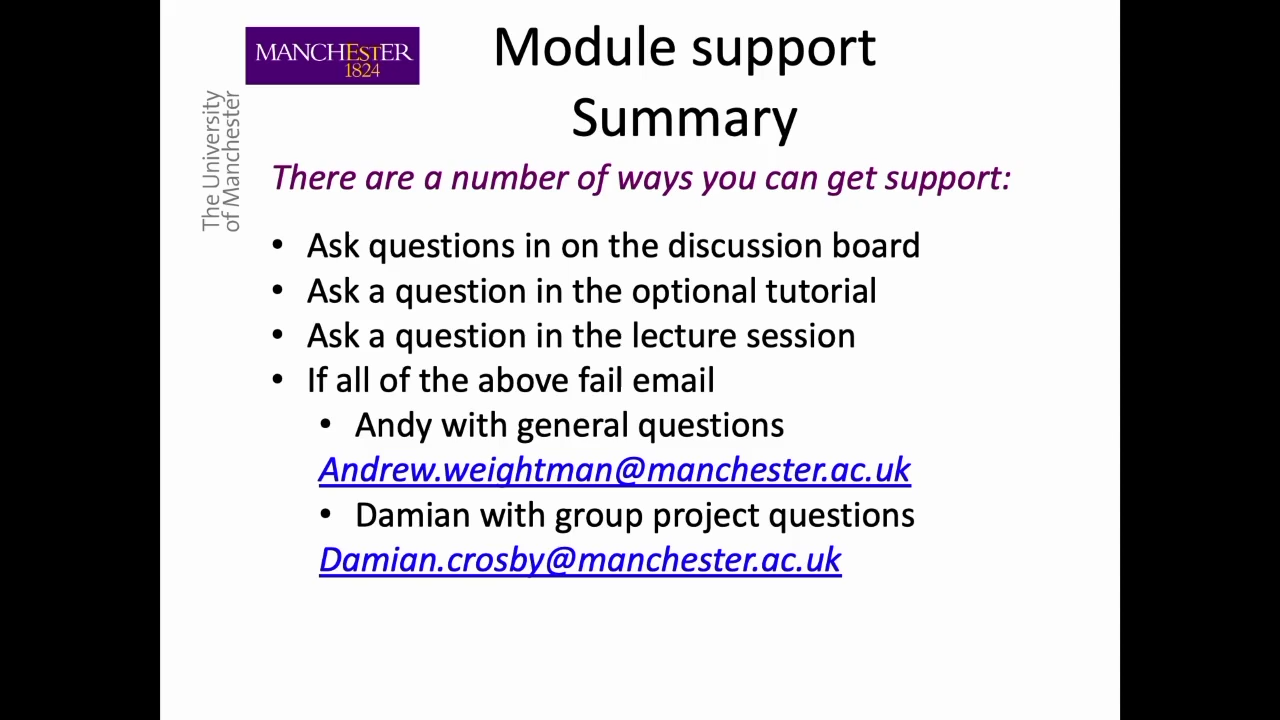 MANCHESTER
1824
The University
of Manchester
Module support
Summary
There are a number of ways you can get support:
• Ask questions in on the discussion board
• Ask a question in the optional tutorial
• Ask a question in the lecture session
• If all of the above fail email
• Andy with general questions
Andrew.weightman@manchester.ac.uk
• Damian with group project questions
Damian.crosby@manchester.ac.uk